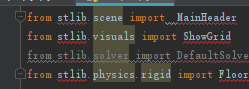 from stlib.scene import MainHeader
from stlib.visuals import ShowGrid
from stlib.solver import DefaultSolve
from stlib.physics.rigid import Floor